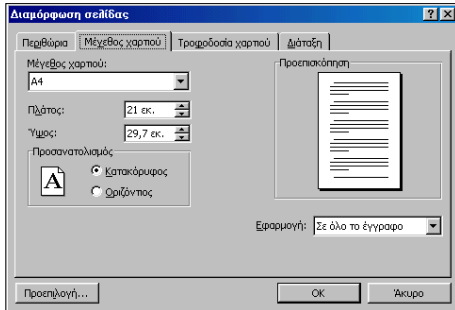 Διαμόρφωση σελίδας
Περιθώρια Μέγεθος χαρτιού Τροφοδοσία χαρτιού Διάταξη
Μέγεθος χαρτιού:
A4
Πλάτος: 21 εκ.
Ύψος: 29,7 εκ.
Προσανατολισμός
A
Κατακόρυφος
Οριζόντιος
Προεπισκόπηση
Εφαρμογή: Σε όλο το έγγραφο
Προεπιλογή... OK Άκυρο